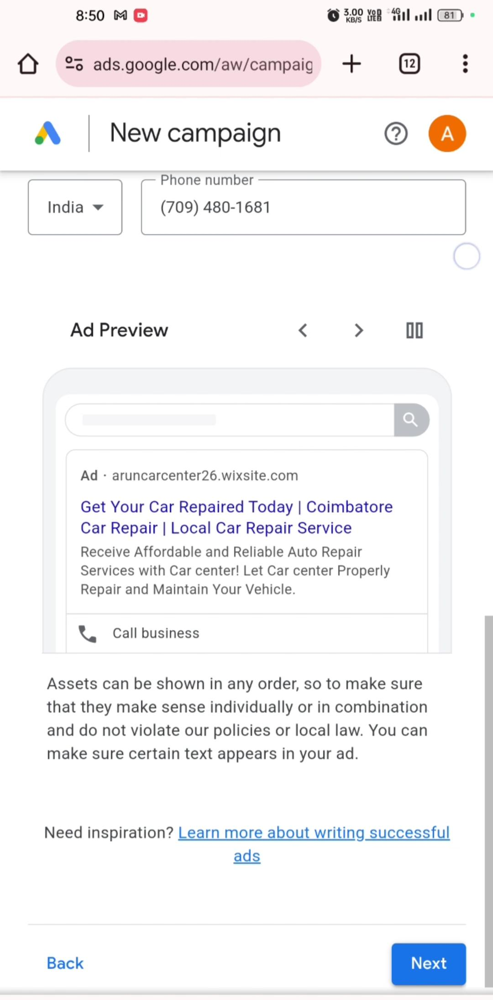 8:50
3.00 KB/S VoD LTE2 4G 81
ads.google.com/aw/campaig
12
New campaign
A
Phone number
India
(709) 480-1681
Ad Preview
Ad · aruncarcenter26.wixsite.com
Get Your Car Repaired Today | Coimbatore
Car Repair | Local Car Repair Service
Receive Affordable and Reliable Auto Repair
Services with Car center! Let Car center Properly
Repair and Maintain Your Vehicle.
Call business
Assets can be shown in any order, so to make sure
that they make sense individually or in combination
and do not violate our policies or local law. You can
make sure certain text appears in your ad.
Need inspiration? Learn more about writing successful
ads
Back
Next